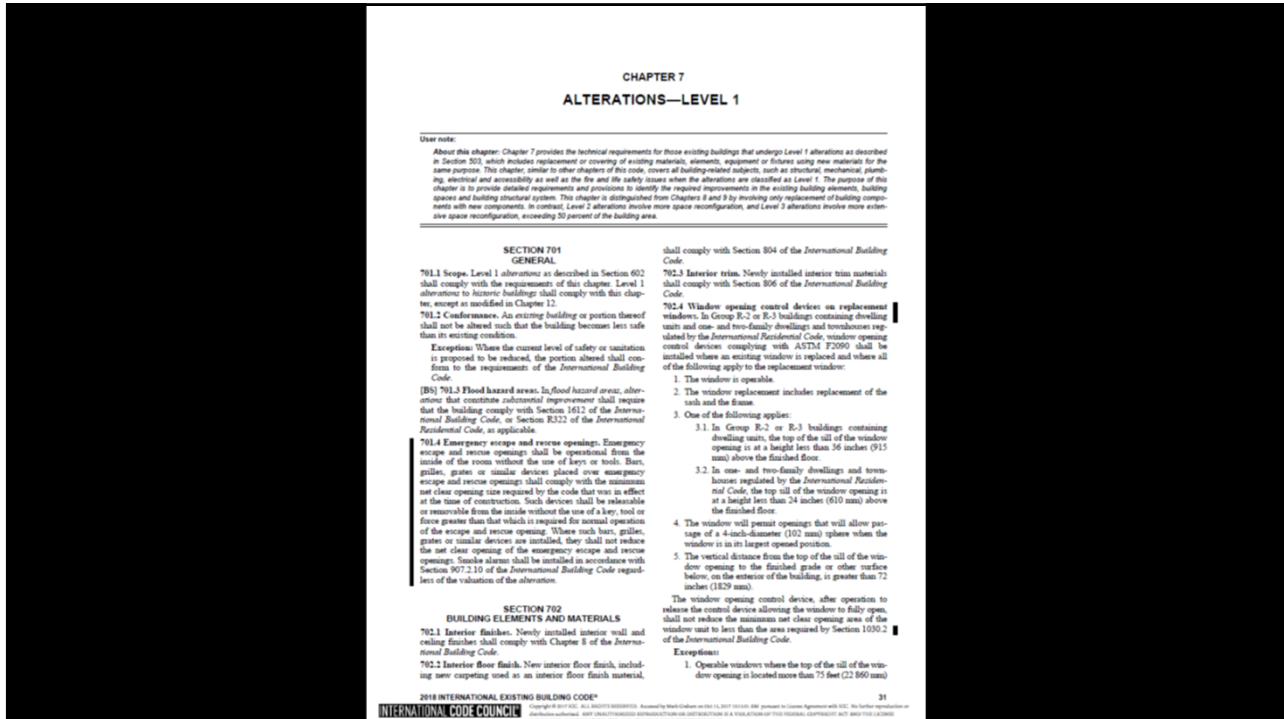 CHAPTER 7
ALTERATIONS—LEVEL 1
User note:
About this chapter: Chapter 7 provides the technical requirements for those existing buildings that undergo Level 1 alterations as described
in Section 503, which includes replacement or covering of existing materials, elements, equipment or fixtures using new materials for the
same purpose. This chapter, similar to other chapters of this code, covers all building-related subjects, such as structural, mechanical, plumb-
ing, electrical and accessibility as well as the fire and life safety issues when the alterations are classified as Level 1. The purpose of this
chapter is to provide detailed requirements and provisions to identify the required improvements in the existing building elements, building
spaces and building structural system. This chapter is distinguished from Chapters 8 and 9 by involving only replacement of building compo-
nents with new components. In contrast, Level 2 alterations involve more space reconfiguration, and Level 3 alterations involve more exten-
sive space reconfiguration, exceeding 50 percent of the building area.
SECTION 701
GENERAL
701.1 Scope. Level 1 alterations as described in Section 602
shall comply with the requirements of this chapter. Level 1
alterations to historic buildings shall comply with this chap-
ter, except as modified in Chapter 12.
701.2 Conformance. An existing building or portion thereof
shall not be altered such that the building becomes less safe
than its existing condition.
Exception: Where the current level of safety or sanitation
is proposed to be reduced, the portion altered shall con-
form to the requirements of the International Building
Code.
[BS] 701.3 Flood hazard areas. In flood hazard areas, alter-
ations that constitute substantial improvement shall require
that the building comply with Section 1612 of the Interna-
tional Building Code, or Section R322 of the International
Residential Code, as applicable.
701.4 Emergency escape and rescue openings. Emergency
escape and rescue openings shall be operational from the
inside of the room without the use of keys or tools. Bars,
grilles, grates or similar devices placed over emergency
escape and rescue openings shall comply with the minimum
net clear opening size required by the code that was in effect
at the time of construction. Such devices shall be releasable
or removable from the inside without the use of a key, tool or
force greater than that which is required for normal operation
of the escape and rescue opening. Where such bars, grilles,
grates or similar devices are installed, they shall not reduce
the net clear opening of the emergency escape and rescue
openings. Smoke alarms shall be installed in accordance with
Section 907.2.10 of the International Building Code regard-
less of the valuation of the alteration.
SECTION 702
BUILDING ELEMENTS AND MATERIALS
702.1 Interior finishes. Newly installed interior wall and
ceiling finishes shall comply with Chapter 8 of the Interna-
tional Building Code.
702.2 Interior floor finish. New interior floor finish, includ-
ing new carpeting used as an interior floor finish material,
shall comply with Section 804 of the International Building
Code.
702.3 Interior trim. Newly installed interior trim materials
shall comply with Section 806 of the International Building
Code.
702.4 Window opening control devices on replacement
windows. In Group R-2 or R-3 buildings containing dwelling
units and one- and two-family dwellings and townhouses reg-
ulated by the International Residential Code, window opening
control devices complying with ASTM F2090 shall be
installed where an existing window is replaced and where all
of the following apply to the replacement window:
1. The window is operable.
2. The window replacement includes replacement of the
sash and the frame.
3. One of the following applies:
3.1. In Group R-2 or R-3 buildings containing
dwelling units, the top of the sill of the window
opening is at a height less than 36 inches (915
mm) above the finished floor.
3.2. In one- and two-family dwellings and town-
houses regulated by the International Residen-
tial Code, the top sill of the window opening is
at a height less than 24 inches (610 mm) above
the finished floor.
4. The window will permit openings that will allow pas-
sage of a 4-inch-diameter (102 mm) sphere when the
window is in its largest opened position.
5. The vertical distance from the top of the sill of the win-
dow opening to the finished grade or other surface
below, on the exterior of the building, is greater than 72
inches (1829 mm).
The window opening control device, after operation to
release the control device allowing the window to fully open,
shall not reduce the minimum net clear opening area of the
window unit to less than the area required by Section 1030.2
of the International Building Code.
Exceptions:
1. Operable windows where the top of the sill of the win-
dow opening is located more than 75 feet (22 860 mm)
2018 INTERNATIONAL EXISTING BUILDING CODE®
31
INTERNATIONAL CODE COUNCIL®
Copyright © 2017 ICC. ALL RIGHTS RESERVED. Accessed by Mark Graham on Oct 11, 2017 pursuant to License Agreement with ICC. No further reproduction or
distribution authorized. ANY UNAUTHORIZED REPRODUCTION OR DISTRIBUTION IS A VIOLATION OF THE FEDERAL COPYRIGHT ACT AND THE LICENSE